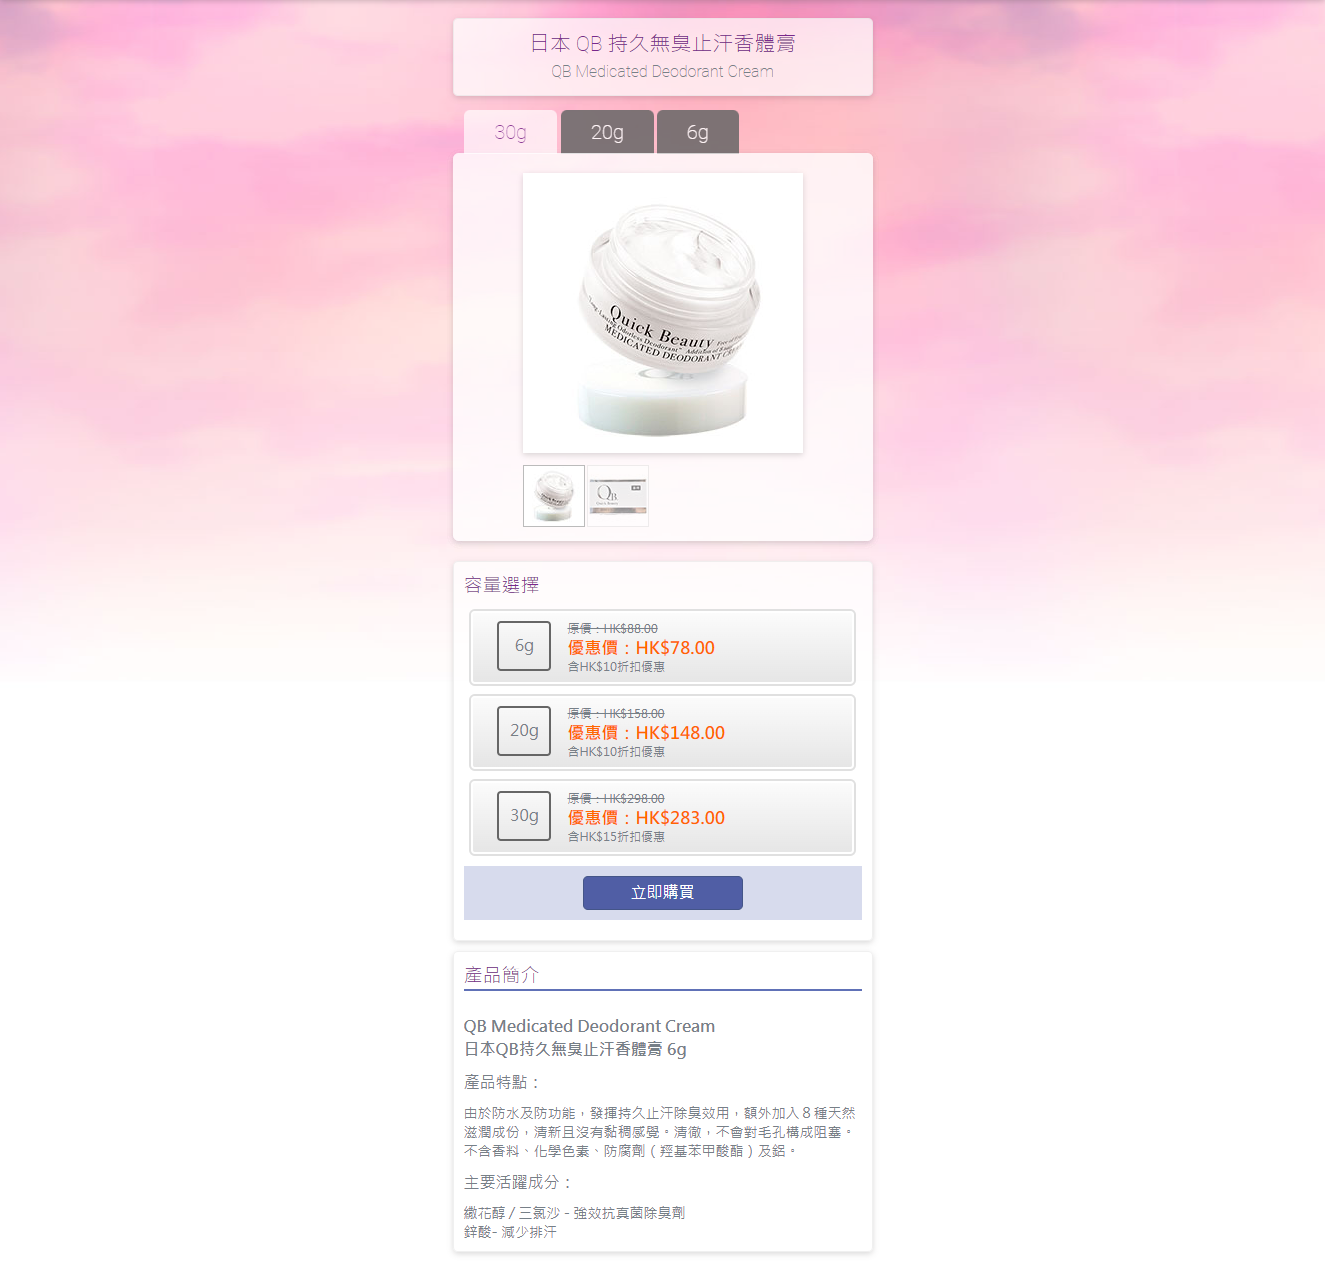 日本 QB 持久無臭止汗香體膏
QB Medicated Deodorant Cream
30g
20g
6g
Quick Beauty
Long Lasting Odorless Deodorant
MEDICATED DEODORANT
QB
容量選擇
6g
原價：HK$88.00
優惠價：HK$78.00
含HK$10折扣優惠
20g
原價：HK$158.00
優惠價：HK$148.00
含HK$10折扣優惠
30g
原價：HK$298.00
優惠價：HK$283.00
含HK$15折扣優惠
立即購買
產品簡介
QB Medicated Deodorant Cream
日本QB持久無臭止汗香體膏 6g
產品特點：
由於防水及防功能，發揮持久止汗除臭效用，額外加入８種天然
滋潤成份，清新且沒有黏稠感覺。清徹，不會對毛孔構成阻塞。
不含香料、化學色素、防腐劑（羥基苯甲酸酯）及鋁。
主要活躍成分：
繖花醇 / 三氯沙 - 強效抗真菌除臭劑
鋅酸- 減少排汗